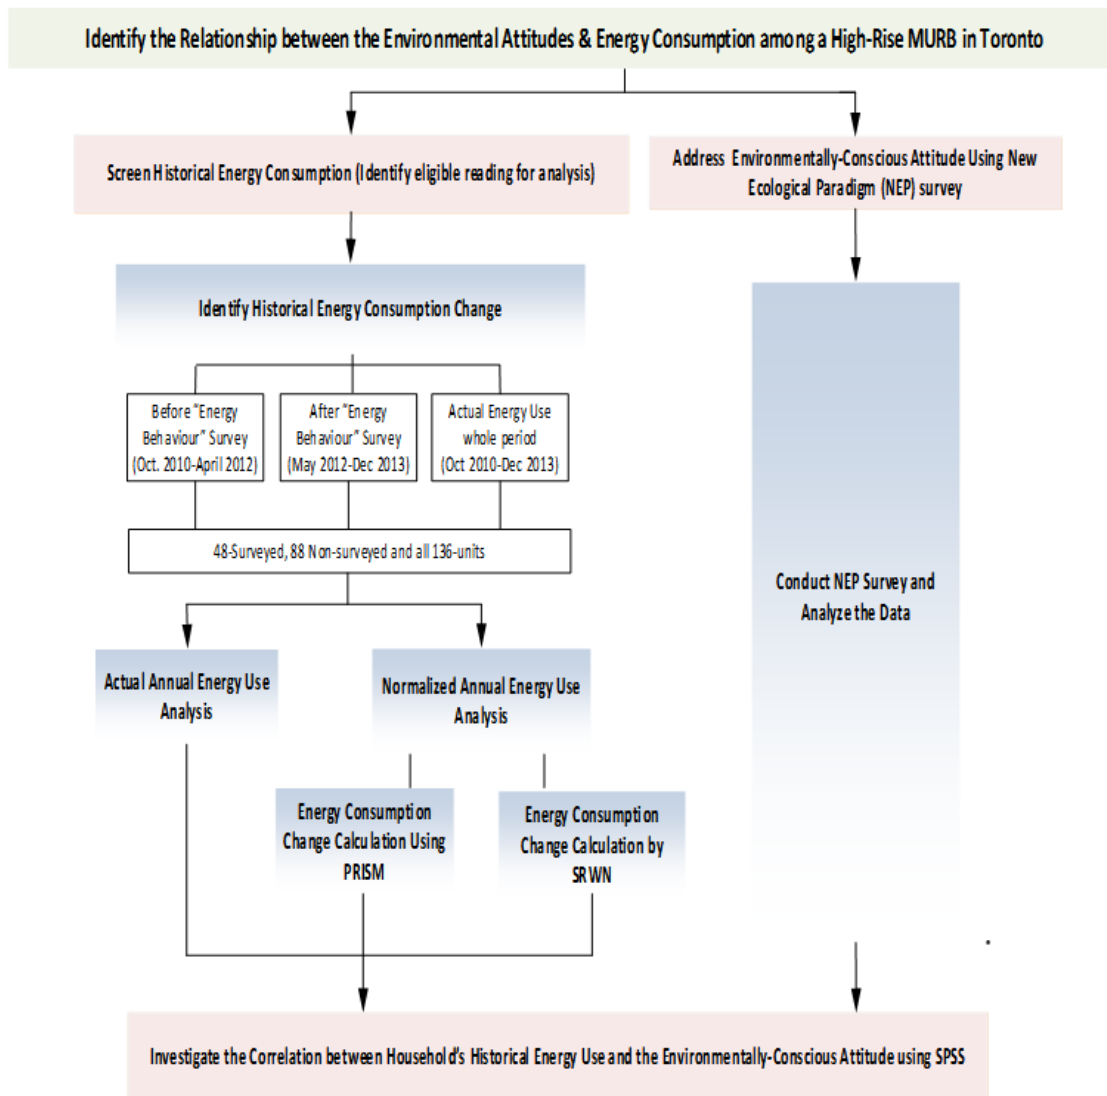 Identify the Relationship between the Environmental Attitudes & Energy Consumption among a High-Rise MURB in Toronto
Screen Historical Energy Consumption (Identify eligible reading for analysis)
Address Environmentally-Conscious Attitude Using New
Ecological Paradigm (NEP) survey
Identify Historical Energy Consumption Change
Before “Energy
Behaviour” Survey
(Oct. 2010-April 2012)
After “Energy
Behaviour” Survey
(May 2012-Dec 2013)
Actual Energy Use
whole period
(Oct 2010-Dec 2013)
48-Surveyed, 88 Non-surveyed and all 136-units
Conduct NEP Survey and
Analyze the Data
Actual Annual Energy Use
Analysis
Normalized Annual Energy Use
Analysis
Energy Consumption
Change Calculation Using
PRISM
Energy Consumption
Change Calculation by
SRWN
Investigate the Correlation between Household's Historical Energy Use and the Environmentally-Conscious Attitude using SPSS